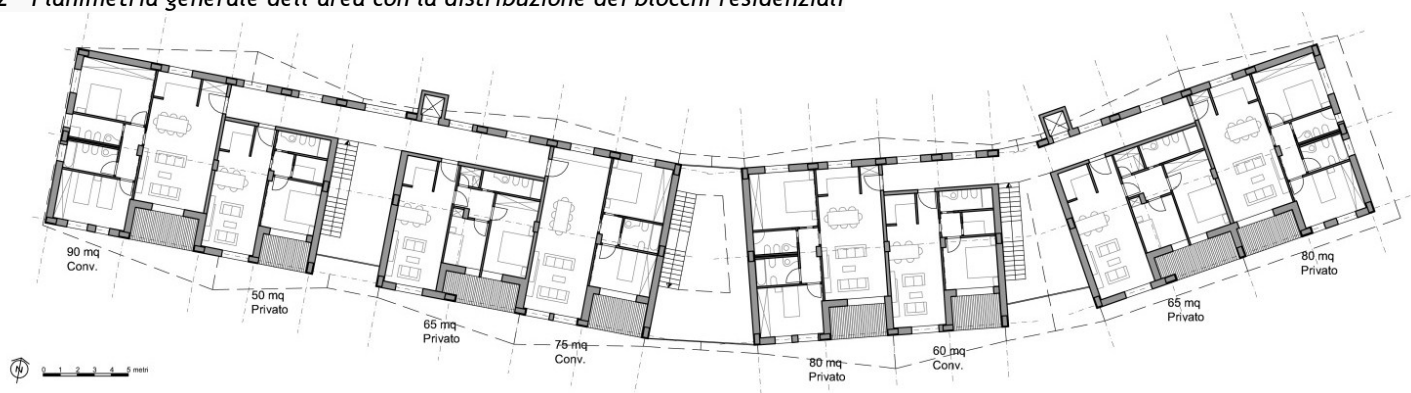 2 - Planimetria generale dell'area con la distribuzione dei blocchi residenziali
90 mq
Conv.
50 mq
Privato
65 mq
Privato
75 mq
Conv.
80 mq
Privato
60 mq
Conv.
65 mq
Privato
80 mq
Privato
N
0 1 2 3 4 5 metri